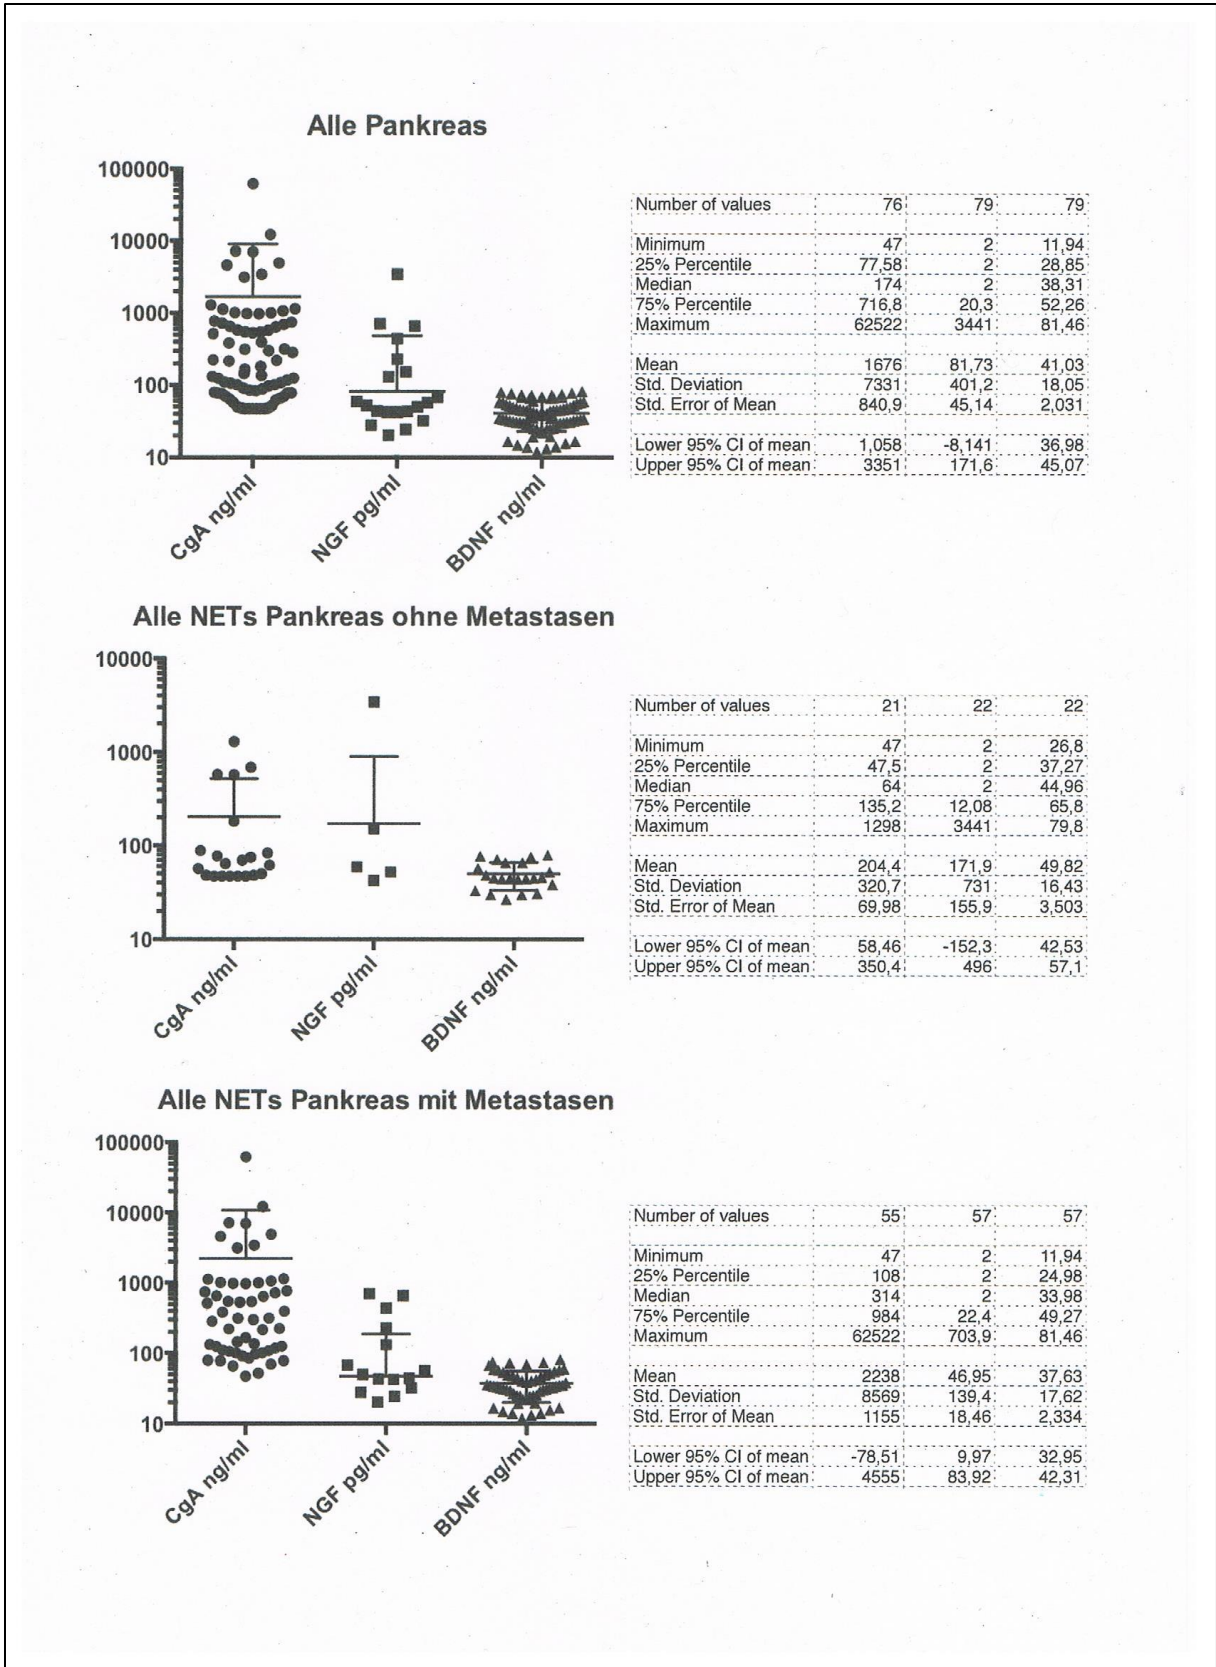 Alle Pankreas
100000
10000
1000
100
10
CgA ng/ml
NGF pg/ml
BDNF ng/ml
Number of values 76 79 79
Minimum 47 2 11,94
25% Percentile 77,58 2 28,85
Median 174 2 38,31
75% Percentile 716,8 20,3 52,26
Maximum 62522 3441 81,46
Mean 1676 81,73 41,03
Std. Deviation 7331 401,2 18,05
Std. Error of Mean 840,9 45,14 2,031
Lower 95% CI of mean 1,058 -8,141 36,98
Upper 95% CI of mean 3351 171,6 45,07
Alle NETs Pankreas ohne Metastasen
10000
1000
100
10
CgA ng/ml
NGF pg/ml
BDNF ng/ml
Number of values 21 22 22
Minimum 47 2 26,8
25% Percentile 47,5 2 37,27
Median 64 2 44,96
75% Percentile 135,2 12,08 65,8
Maximum 1298 3441 79,8
Mean 204,4 171,9 49,82
Std. Deviation 320,7 731 16,43
Std. Error of Mean 69,98 155,9 3,503
Lower 95% CI of mean 58,46 -152,3 42,53
Upper 95% CI of mean 350,4 496 57,1
Alle NETs Pankreas mit Metastasen
100000
10000
1000
100
10
CgA ng/ml
NGF pg/ml
BDNF ng/ml
Number of values 55 57 57
Minimum 47 2 11,94
25% Percentile 108 2 24,98
Median 314 2 33,98
75% Percentile 984 22,4 49,27
Maximum 62522 703,9 81,46
Mean 2238 46,95 37,63
Std. Deviation 8569 139,4 17,62
Std. Error of Mean 1155 18,46 2,334
Lower 95% CI of mean -78,51 9,97 32,95
Upper 95% CI of mean 4555 83,92 42,31